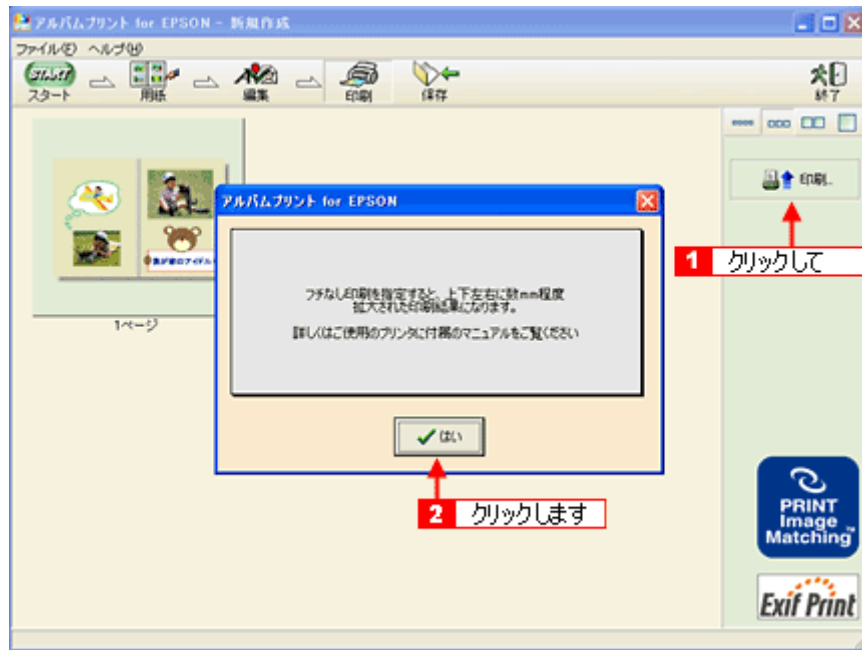 アルバムプリント for EPSON - 新規作成
ファイル(F) ヘルプ(H)
スタート
用紙
編集
印刷
保存
終了
印刷...
1 クリックして
アルバムプリント for EPSON
フチなし印刷を指定すると、上下左右に数mm程度
拡大された印刷結果になります。
詳しくはご使用のプリンタに付属のマニュアルをご覧ください
はい
2 クリックします
1ページ
PRINT
Image
Matching
Exif Print